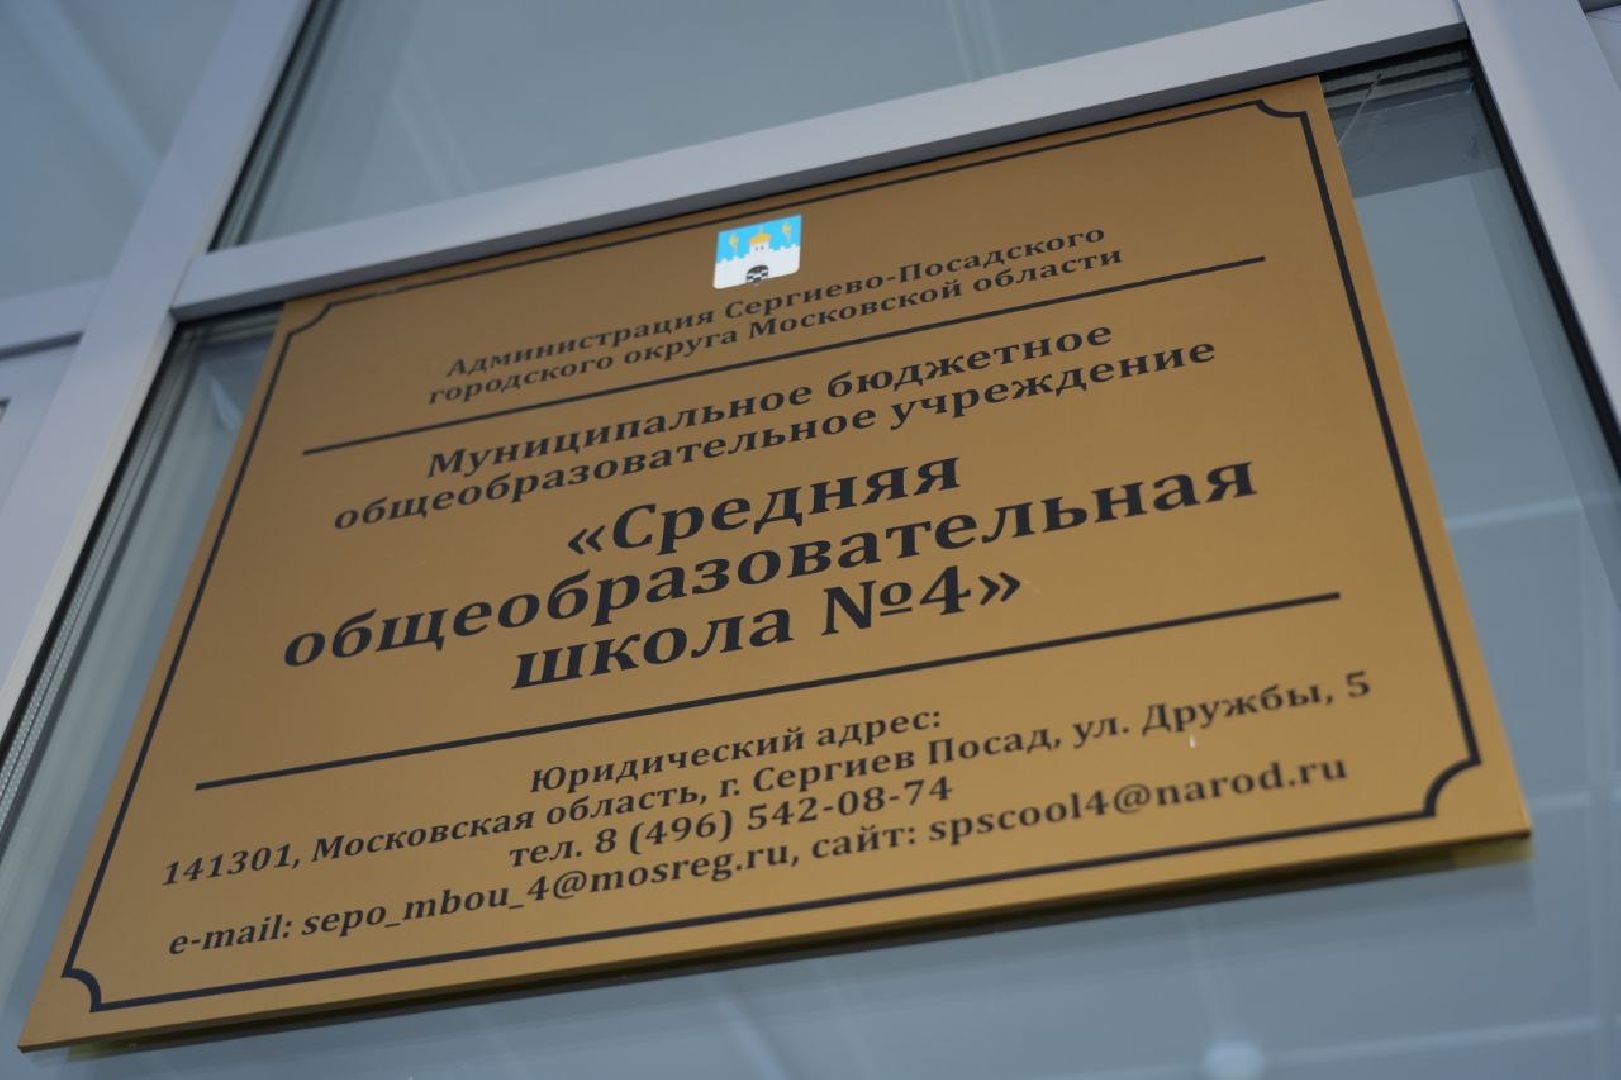 Администрация Сергиево-Посадского
городского округа Московской области
Муниципальное бюджетное
общеобразовательное учреждение
«Средняя
общеобразовательная
школа №4»
Юридический адрес:
141301, Московская область, г. Сергиев Посад, ул. Дружбы, 5
тел. 8 (496) 542-08-74
e-mail: sepo_mbou_4@mosreg.ru, сайт: spscool4@narod.ru